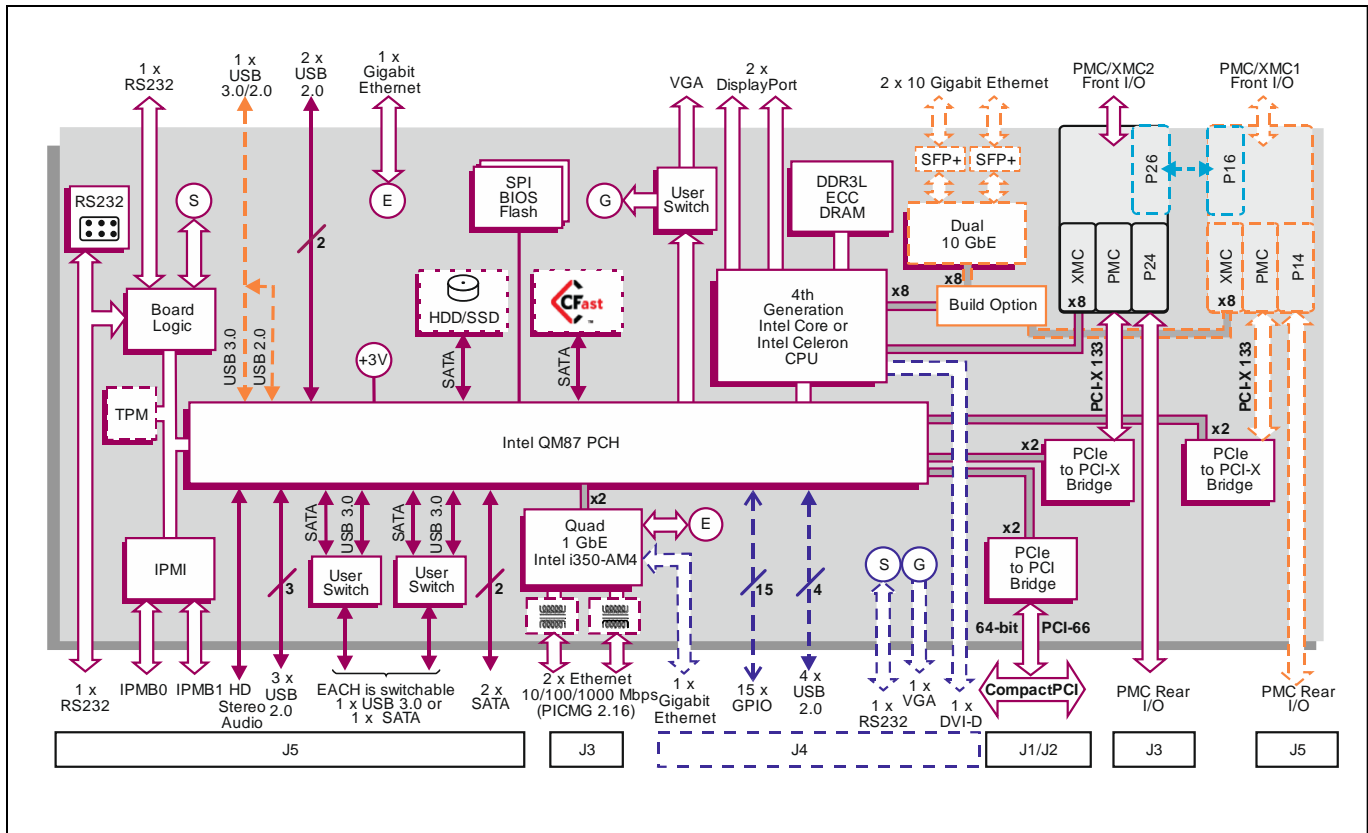 1 x
RS232
1 x
USB
3.0/2.0
2 x
USB
2.0
1 x
Gigabit
Ethernet
VGA
2 x
DisplayPort
2 x 10 Gigabit Ethernet
PMC/XMC2
Front I/O
PMC/XMC1
Front I/O
RS232
S
E
SPI
BIOS
Flash
G
User
Switch
DDR3L
ECC
DRAM
SFP+
SFP+
Dual
10 GbE
P26
P16
XMC
PMC
P24
XMC
PMC
P14
2
Board
Logic
USB 3.0
USB 2.0
+3V
HDD/SSD
CFast
™
SATA
SATA
4th
Generation
Intel Core or
Intel Celeron
CPU
x8
x8
Build Option
x8
x8
PCI-X 133
PCI-X 133
TPM
Intel QM87 PCH
x2
PCIe
to PCI-X
Bridge
x2
PCIe
to PCI-X
Bridge
SATA
USB 3.0
SATA
USB 3.0
x2
Quad
1 GbE
Intel i350-AM4
E
IPMI
3
User
Switch
User
Switch
2
15
4
S
G
x2
PCIe
to PCI
Bridge
64-bit
PCI-66
CompactPCI
1 x
RS232
IPMB0
IPMB1
HD
Stereo
Audio
3 x
USB
2.0
EACH is switchable
1 x USB 3.0 or
1 x SATA
2 x
SATA
2 x Ethernet
10/100/1000 Mbps
(PICMG 2.16)
1 x
Gigabit
Ethernet
15 x
GPIO
4 x
USB
2.0
1 x
RS232
1 x
VGA
1 x
DVI-D
PMC Rear
I/O
PMC Rear
I/O
J5
J3
J4
J1/J2
J3
J5